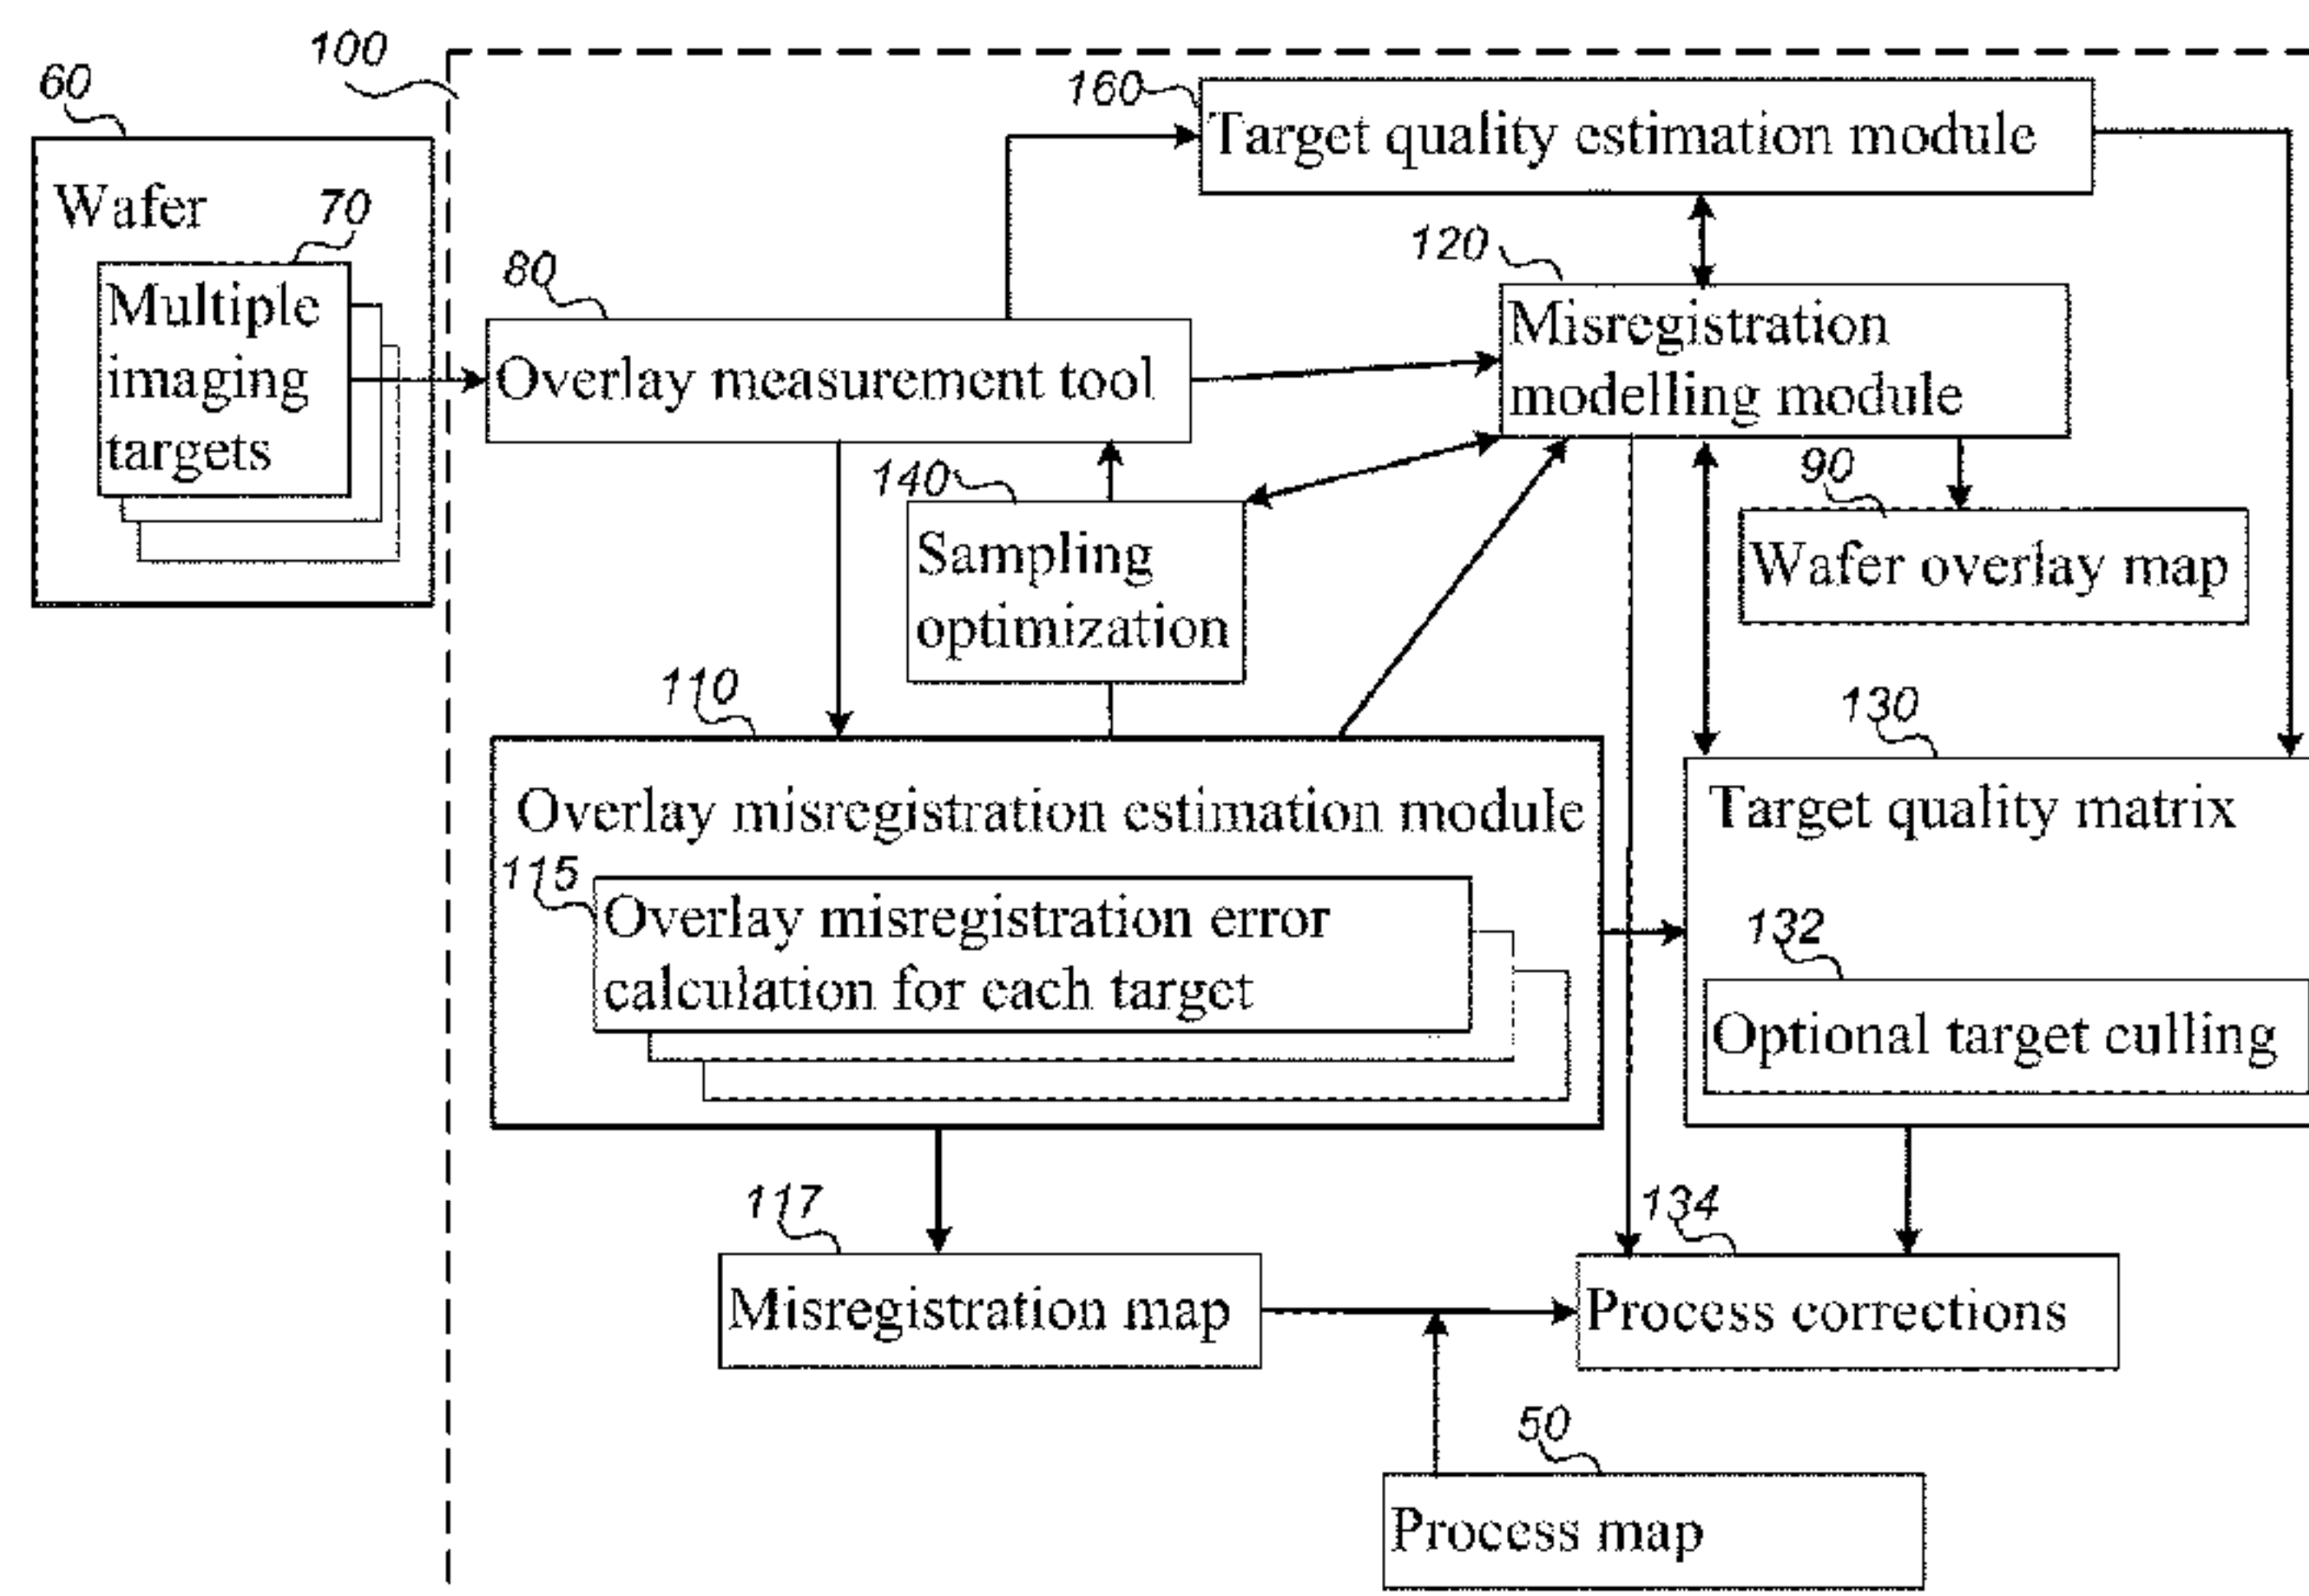 100
60
160
Target quality estimation module
Wafer
70
120
80
Multiple
imaging
targets
Misregistration
modelling module
Overlay measurement tool
140
90
Sampling
optimization
Wafer overlay map
110
130
Overlay misregistration estimation module
Target quality matrix
115
Overlay misregistration error
calculation for each target
132
Optional target culling
117
134
Misregistration map
Process corrections
50
Process map